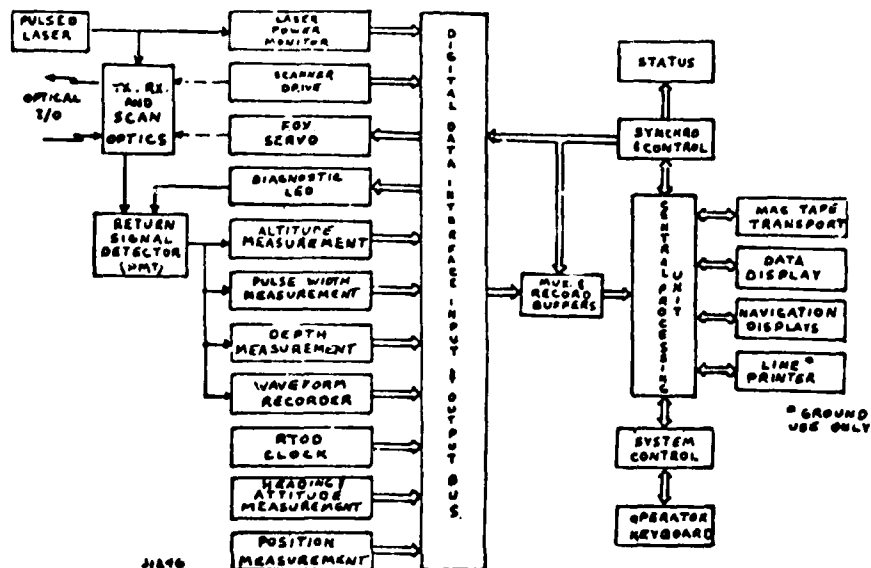 PULSED
LASER
LASER
POWER
MONITOR
TX. RX.
AND
SCAN
OPTICS
OPTICAL
I/O
SCANNER
DRIVE
FOV
SERVO
DIAGNOSTIC
LED
RETURN
SIGNAL
DETECTOR
(PMT)
ALTITUDE
MEASUREMENT
PULSE WIDTH
MEASUREMENT
DEPTH
MEASUREMENT
WAVEFORM
RECORDER
RTOD
CLOCK
HEADING/
ATTITUDE
MEASUREMENT
POSITION
MEASUREMENT
DIGITAL DATA INTERFACE INPUT & OUTPUT BUS
MUX. &
RECORD
BUFFERS
STATUS
SYNCHRO
& CONTROL
CENTRAL PROCESSING
UNIT
MAG TAPE
TRANSPORT
DATA
DISPLAY
NAVIGATION
DISPLAYS
LINE *
PRINTER
* GROUND
USE ONLY
SYSTEM
CONTROL
OPERATOR
KEYBOARD